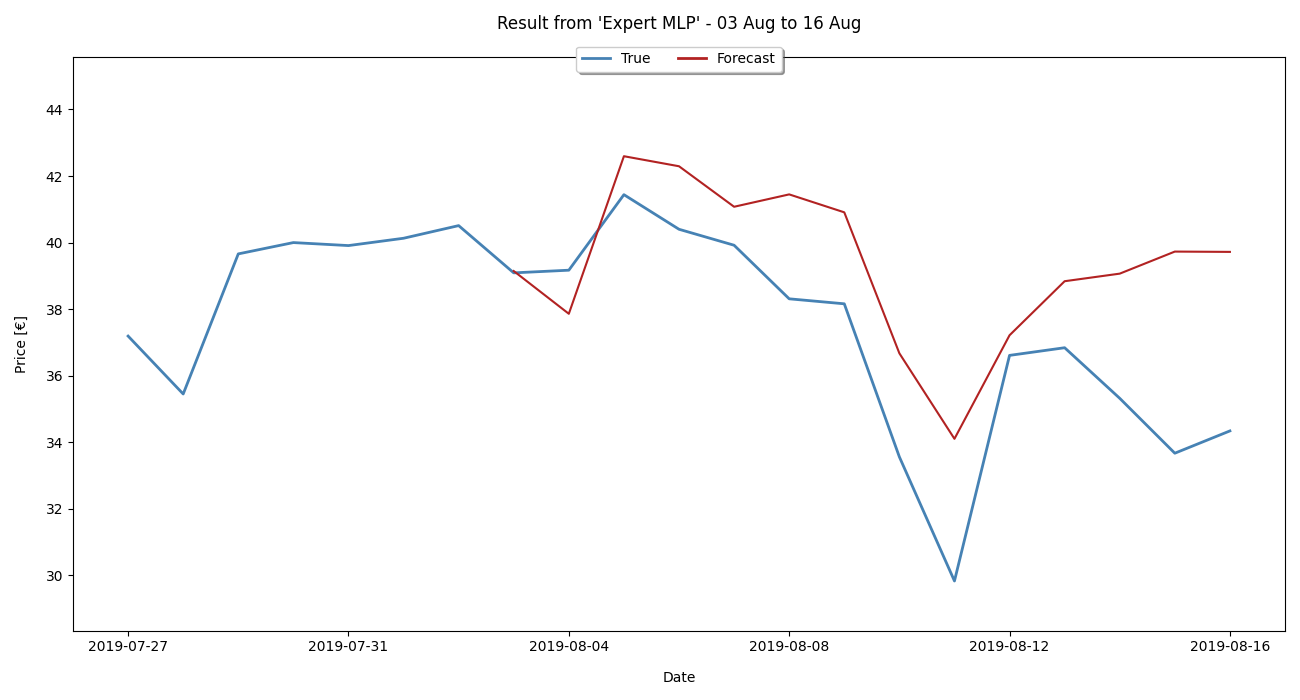 Result from 'Expert MLP' - 03 Aug to 16 Aug
True Forecast
44
42
40
38
36
34
32
30
Price [€]
2019-07-27 2019-07-31 2019-08-04 2019-08-08 2019-08-12 2019-08-16
Date